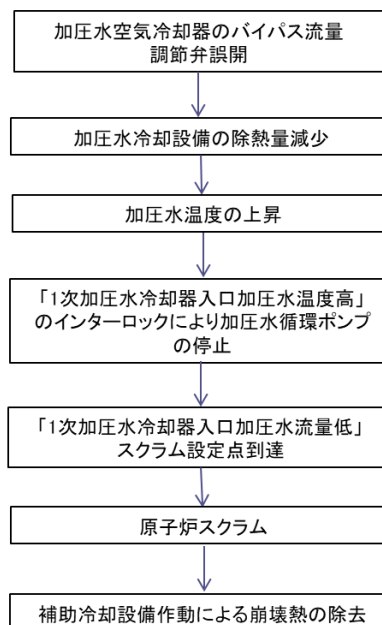 加圧水空気冷却器のバイパス流量
調節弁誤開
加圧水冷却設備の除熱量減少
加圧水温度の上昇
「1次加圧水冷却器入口加圧水温度高」
のインターロックにより加圧水循環ポンプ
の停止
「1次加圧水冷却器入口加圧水流量低」
スクラム設定点到達
原子炉スクラム
補助冷却設備作動による崩壊熱の除去